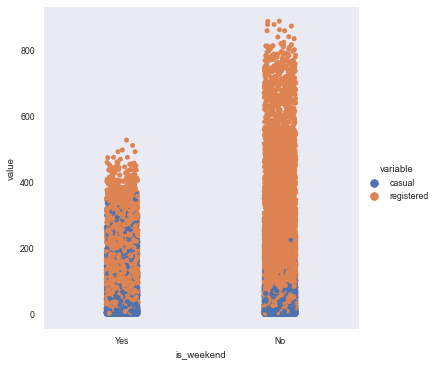 800
600
400
200
0
value
Yes
No
is_weekend
variable
casual
registered